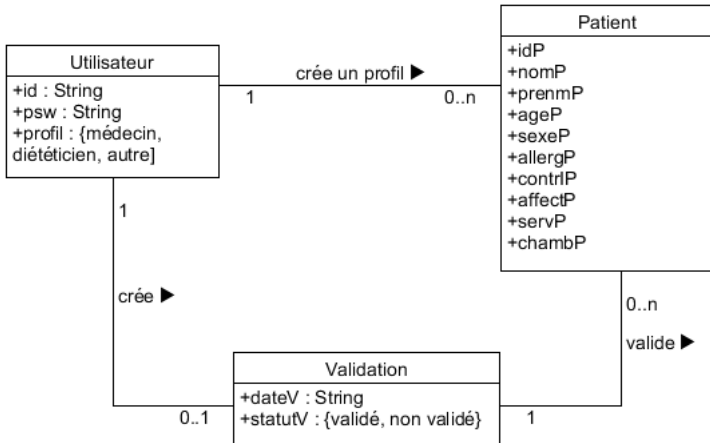 Patient
+idP
+nomP
+prenmP
+ageP
+sexeP
+allergP
+contrIP
+affectP
+servP
+chambP
Utilisateur
+id : String
+psw : String
+profil : {médecin,
diététicien, autre]
crée un profil ▶
1
0..n
1
crée ▶
0..1
Validation
+dateV : String
+statutV : {validé, non validé}
1
0..n
valide ▶